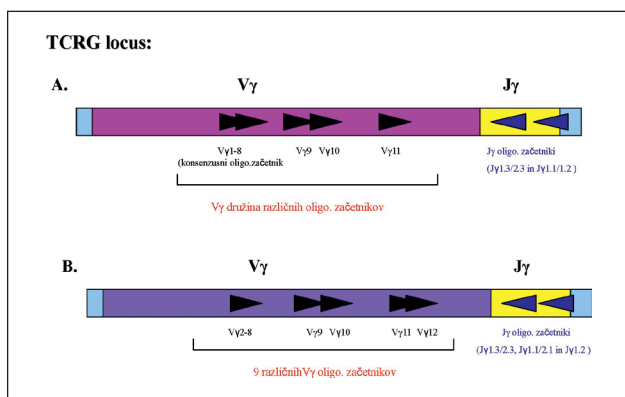 TCRG locus:
A.
Vγ
Jγ
Vγ1-8
(konsenzusni oligo.začetnik
Vγ9
Vγ10
Vγ11
Jγ oligo. začetniki
(Jγ1.3/2.3 in Jγ1.1/1.2 )
Vγ družina različnih oligo. začetnikov
B.
Vγ
Jγ
Vγ2-8
Vγ9
Vγ10
Vγ11
Vγ12
Jγ oligo. začetniki
(Jγ1.3/2.3, Jγ1.1/2.1 in Jγ1.2 )
9 različnihVγ oligo. začetnikov